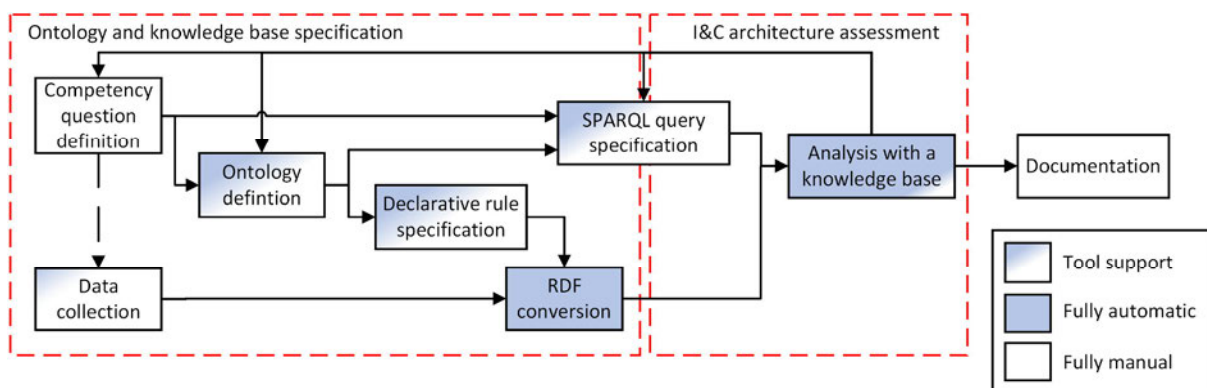 Ontology and knowledge base specification
I&C architecture assessment
Competency
question
definition
SPARQL query
specification
Ontology
defintion
Analysis with a
knowledge base
Documentation
Declarative rule
specification
Data
collection
RDF
conversion
Tool support
Fully automatic
Fully manual